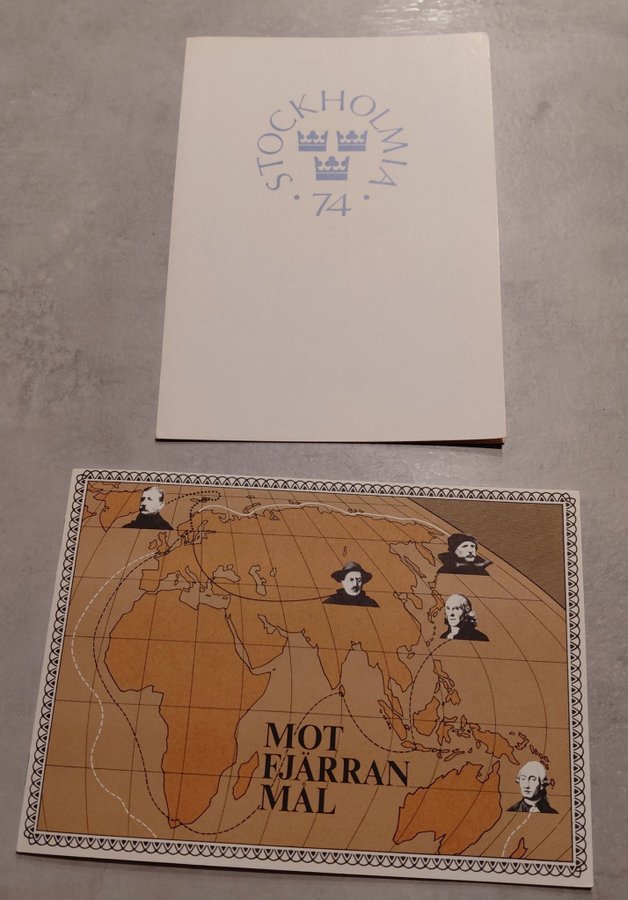 STOCKHOLMIA
· 74 ·
MOT
FJÄRRAN
MÅL